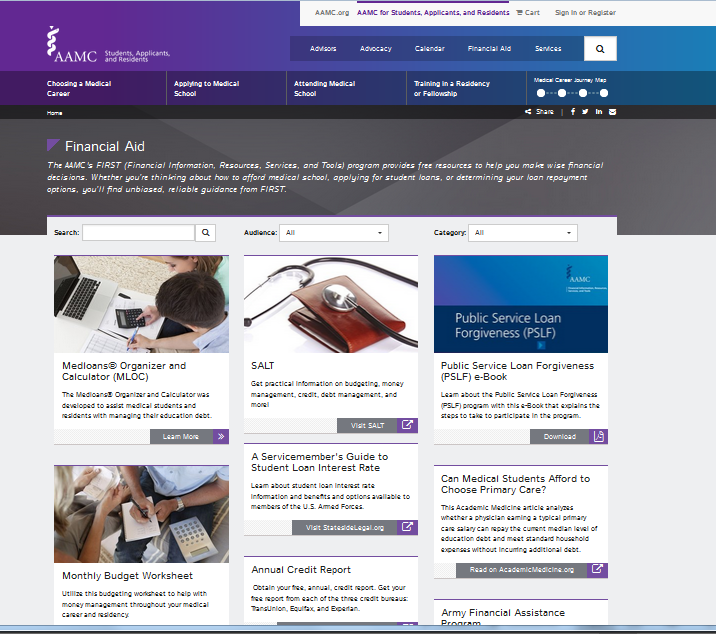 AAMC.org AAMC for Students, Applicants, and Residents Cart Sign In or Register
AAMC Students, Applicants,
and Residents
Advisors Advocacy Calendar Financial Aid Services
Choosing a Medical
Career
Applying to Medical
School
Attending Medical
School
Training in a Residency
or Fellowship
Medical Career Journey Map
Home
Share |
Financial Aid
The AAMC's FIRST (Financial Information, Resources, Services, and Tools) program provides free resources to help you make wise financial
decisions. Whether you're thinking about how to afford medical school, applying for student loans, or determining your loan repayment
options, you'll find unbiased, reliable guidance from FIRST.
Search: Audience: All Category: All
Medloans® Organizer and
Calculator (MLOC)
The Medloans® Organizer and Calculator was
developed to assist medical students and
residents with managing their education debt.
Learn More
Monthly Budget Worksheet
Utilize this budgeting worksheet to help with
money management throughout your medical
career and residency.
SALT
Get practical information on budgeting, money
management, credit, debt management, and
more!
Visit SALT
A Servicemember's Guide to
Student Loan Interest Rate
Learn about student loan interest rate
information and benefits and options available to
members of the U.S. Armed Forces.
Visit StatesideLegal.org
Annual Credit Report
Obtain your free, annual, credit report. Get your
free report from each of the three credit bureaus:
TransUnion, Equifax, and Experian.
AAMC
Public Service Loan
Forgiveness (PSLF)
Public Service Loan Forgiveness
(PSLF) e-Book
Learn about the Public Service Loan Forgiveness
(PSLF) program with this e-Book that explains the
steps to take to participate in the program.
Download
Can Medical Students Afford to
Choose Primary Care?
This Academic Medicine article analyzes
whether a physician earning a typical primary
care salary can repay the current median level of
education debt and meet standard household
expenses without incurring additional debt.
Read on AcademicMedicine.org
Army Financial Assistance
Program